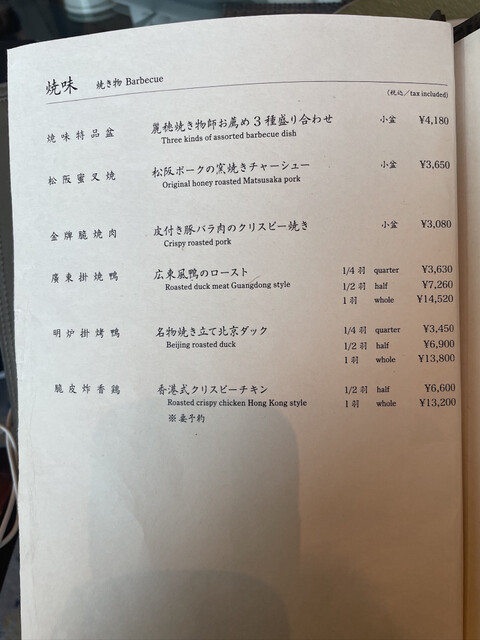 焼味 焼き物 Barbecue
(税込/tax included)
焼味特品盆 麗穂焼き物師お薦め3種盛り合わせ 小盆 ¥4,180
Three kinds of assorted barbecue dish
松阪蜜叉焼 松阪ポークの窯焼きチャーシュー 小盆 ¥3,650
Original honey roasted Matsusaka pork
金牌脆焼肉 皮付き豚バラ肉のクリスピー焼き 小盆 ¥3,080
Crispy roasted pork
廣東掛焼鴨 広東風鴨のロースト 1/4羽 quarter ¥3,630
Roasted duck meat Guangdong style 1/2羽 half ¥7,260
1羽 whole ¥14,520
明炉掛烤鴨 名物焼き立て北京ダック 1/4羽 quarter ¥3,450
Beijing roasted duck 1/2羽 half ¥6,900
1羽 whole ¥13,800
脆皮炸香鶏 香港式クリスピーチキン 1/2羽 half ¥6,600
Roasted crispy chicken Hong Kong style 1羽 whole ¥13,200
※要予約